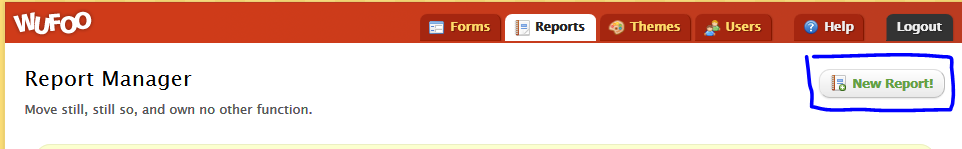 WUFOO
Forms Reports Themes Users Help Logout
Report Manager
New Report!
Move still, still so, and own no other function.